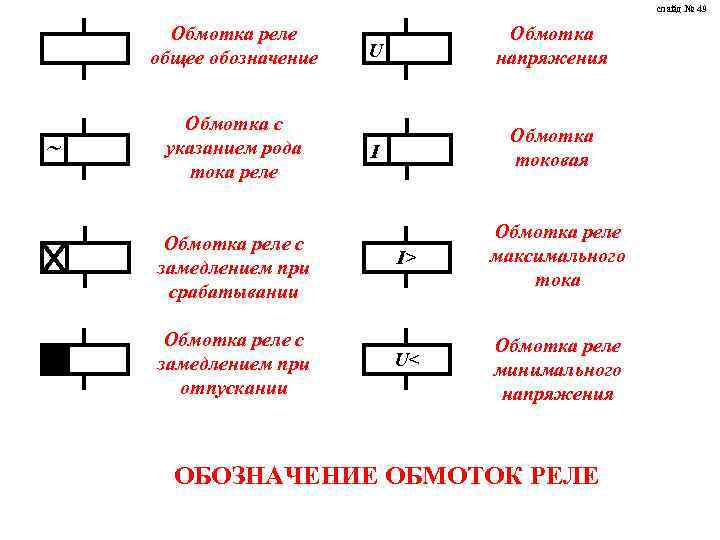 слайд № 49
Обмотка реле
общее обозначение
U
Обмотка
напряжения
~
Обмотка с
указанием рода
тока реле
I
Обмотка
токовая
Обмотка реле с
замедлением при
срабатывании
I>
Обмотка реле
максимального
тока
Обмотка реле с
замедлением при
отпускании
U<
Обмотка реле
минимального
напряжения
ОБОЗНАЧЕНИЕ ОБМОТОК РЕЛЕ